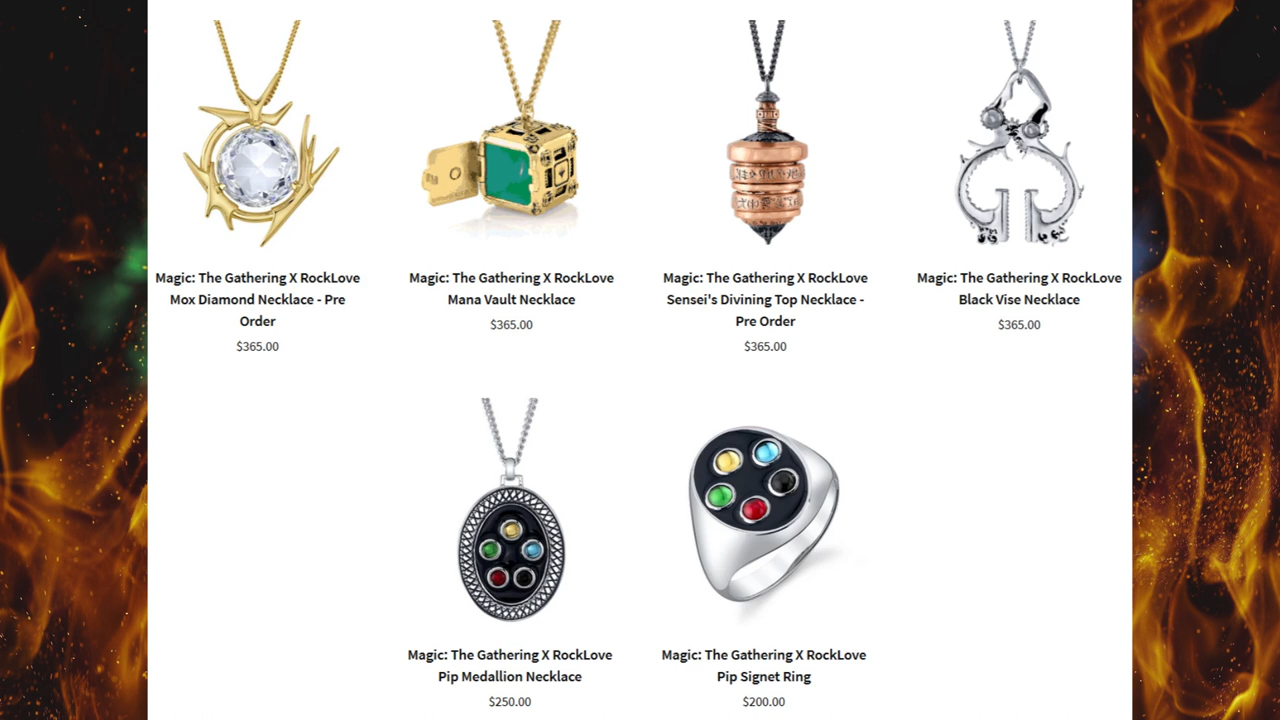 Magic: The Gathering X RockLove
Mox Diamond Necklace - Pre
Order
$365.00
Magic: The Gathering X RockLove
Mana Vault Necklace
$365.00
Magic: The Gathering X RockLove
Sensei's Divining Top Necklace -
Pre Order
$365.00
Magic: The Gathering X RockLove
Black Vise Necklace
$365.00
Magic: The Gathering X RockLove
Pip Medallion Necklace
$250.00
Magic: The Gathering X RockLove
Pip Signet Ring
$200.00